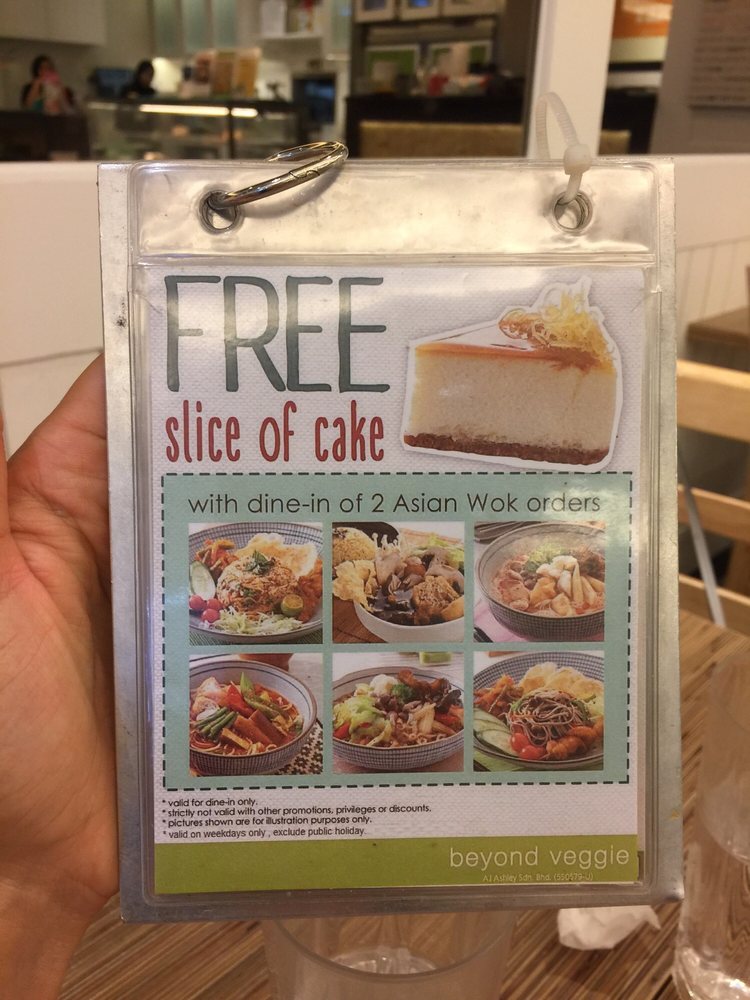 FREE
slice of cake
with dine-in of 2 Asian Wok orders
* valid for dine-in only.
* strictly not valid with other promotions, privileges or discounts.
* pictures shown are for illustration purposes only.
* valid on weekdays only , exclude public holiday.
beyond veggie
AJ Ashley Sdn. Bhd. (550579-U)